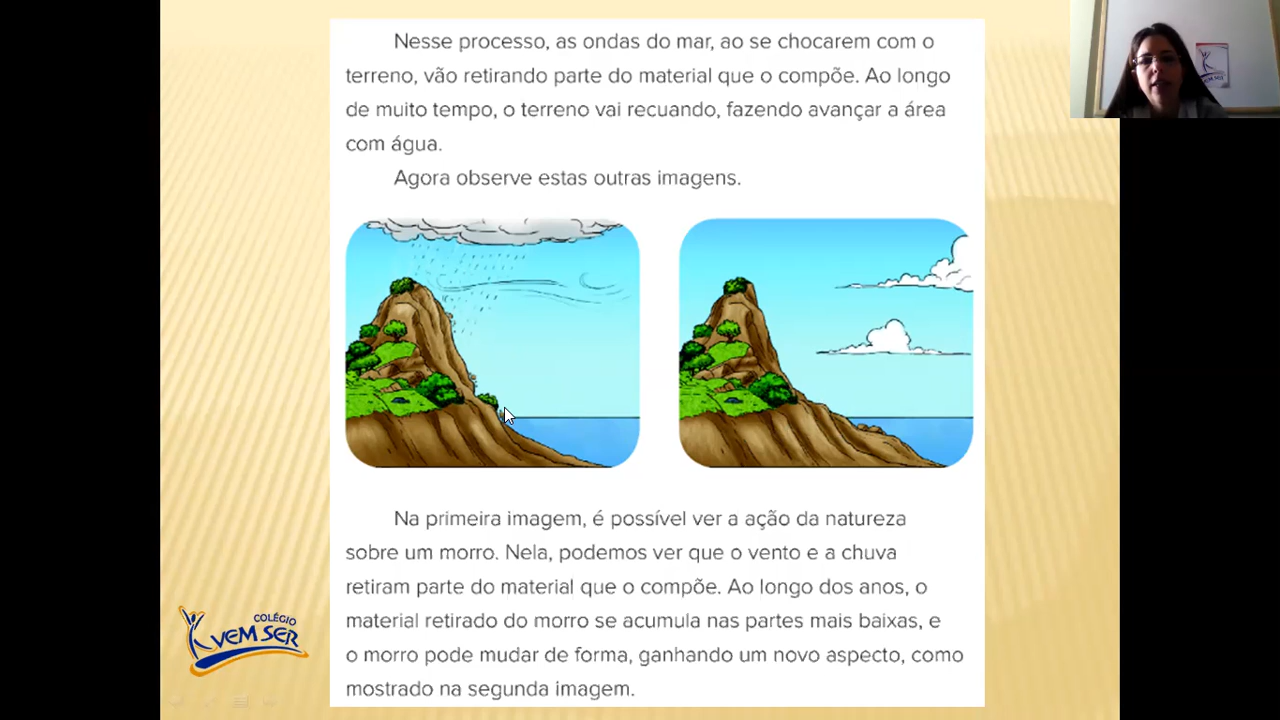 Nesse processo, as ondas do mar, ao se chocarem com o
terreno, vão retirando parte do material que o compõe. Ao longo
de muito tempo, o terreno vai recuando, fazendo avançar a área
com água.
Agora observe estas outras imagens.
Na primeira imagem, é possível ver a ação da natureza
sobre um morro. Nela, podemos ver que o vento e a chuva
retiram parte do material que o compõe. Ao longo dos anos, o
material retirado do morro se acumula nas partes mais baixas, e
o morro pode mudar de forma, ganhando um novo aspecto, como
mostrado na segunda imagem.
COLÉGIO
VEM SER